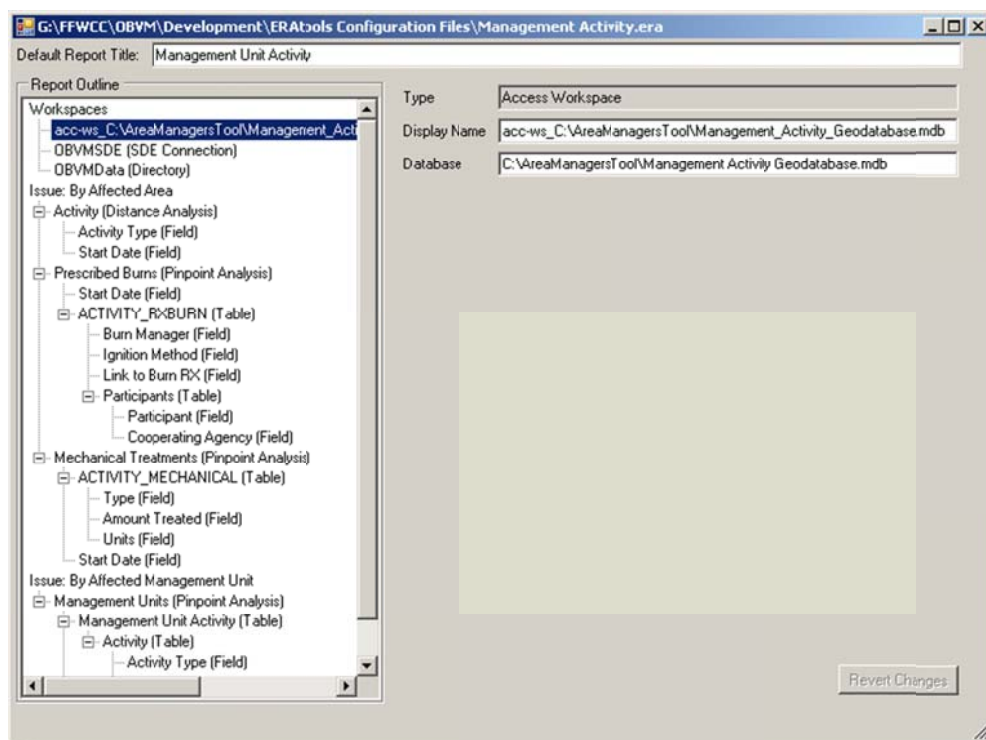 G:\FFWCC\OBVM\Development\ERAtools Configuration Files\Management Activity.era
Default Report Title: Management Unit Activity
Report Outline
Workspaces
acc-ws_C:\AreaManagersTool\Management_Acti
OBVMSDE (SDE Connection)
OBVMData (Directory)
Issue: By Affected Area
Activity (Distance Analysis)
Activity Type (Field)
Start Date (Field)
Prescribed Burns (Pinpoint Analysis)
Start Date (Field)
ACTIVITY_RXBURN (Table)
Burn Manager (Field)
Ignition Method (Field)
Link to Burn RX (Field)
Participants (Table)
Participant (Field)
Cooperating Agency (Field)
Mechanical Treatments (Pinpoint Analysis)
ACTIVITY_MECHANICAL (Table)
Type (Field)
Amount Treated (Field)
Units (Field)
Start Date (Field)
Issue: By Affected Management Unit
Management Units (Pinpoint Analysis)
Management Unit Activity (Table)
Activity (Table)
Activity Type (Field)
Type Access Workspace
Display Name acc-ws_C:\AreaManagersTool\Management_Activity_Geodatabase.mdb
Database C:\AreaManagersTool\Management Activity Geodatabase.mdb
Revert Changes